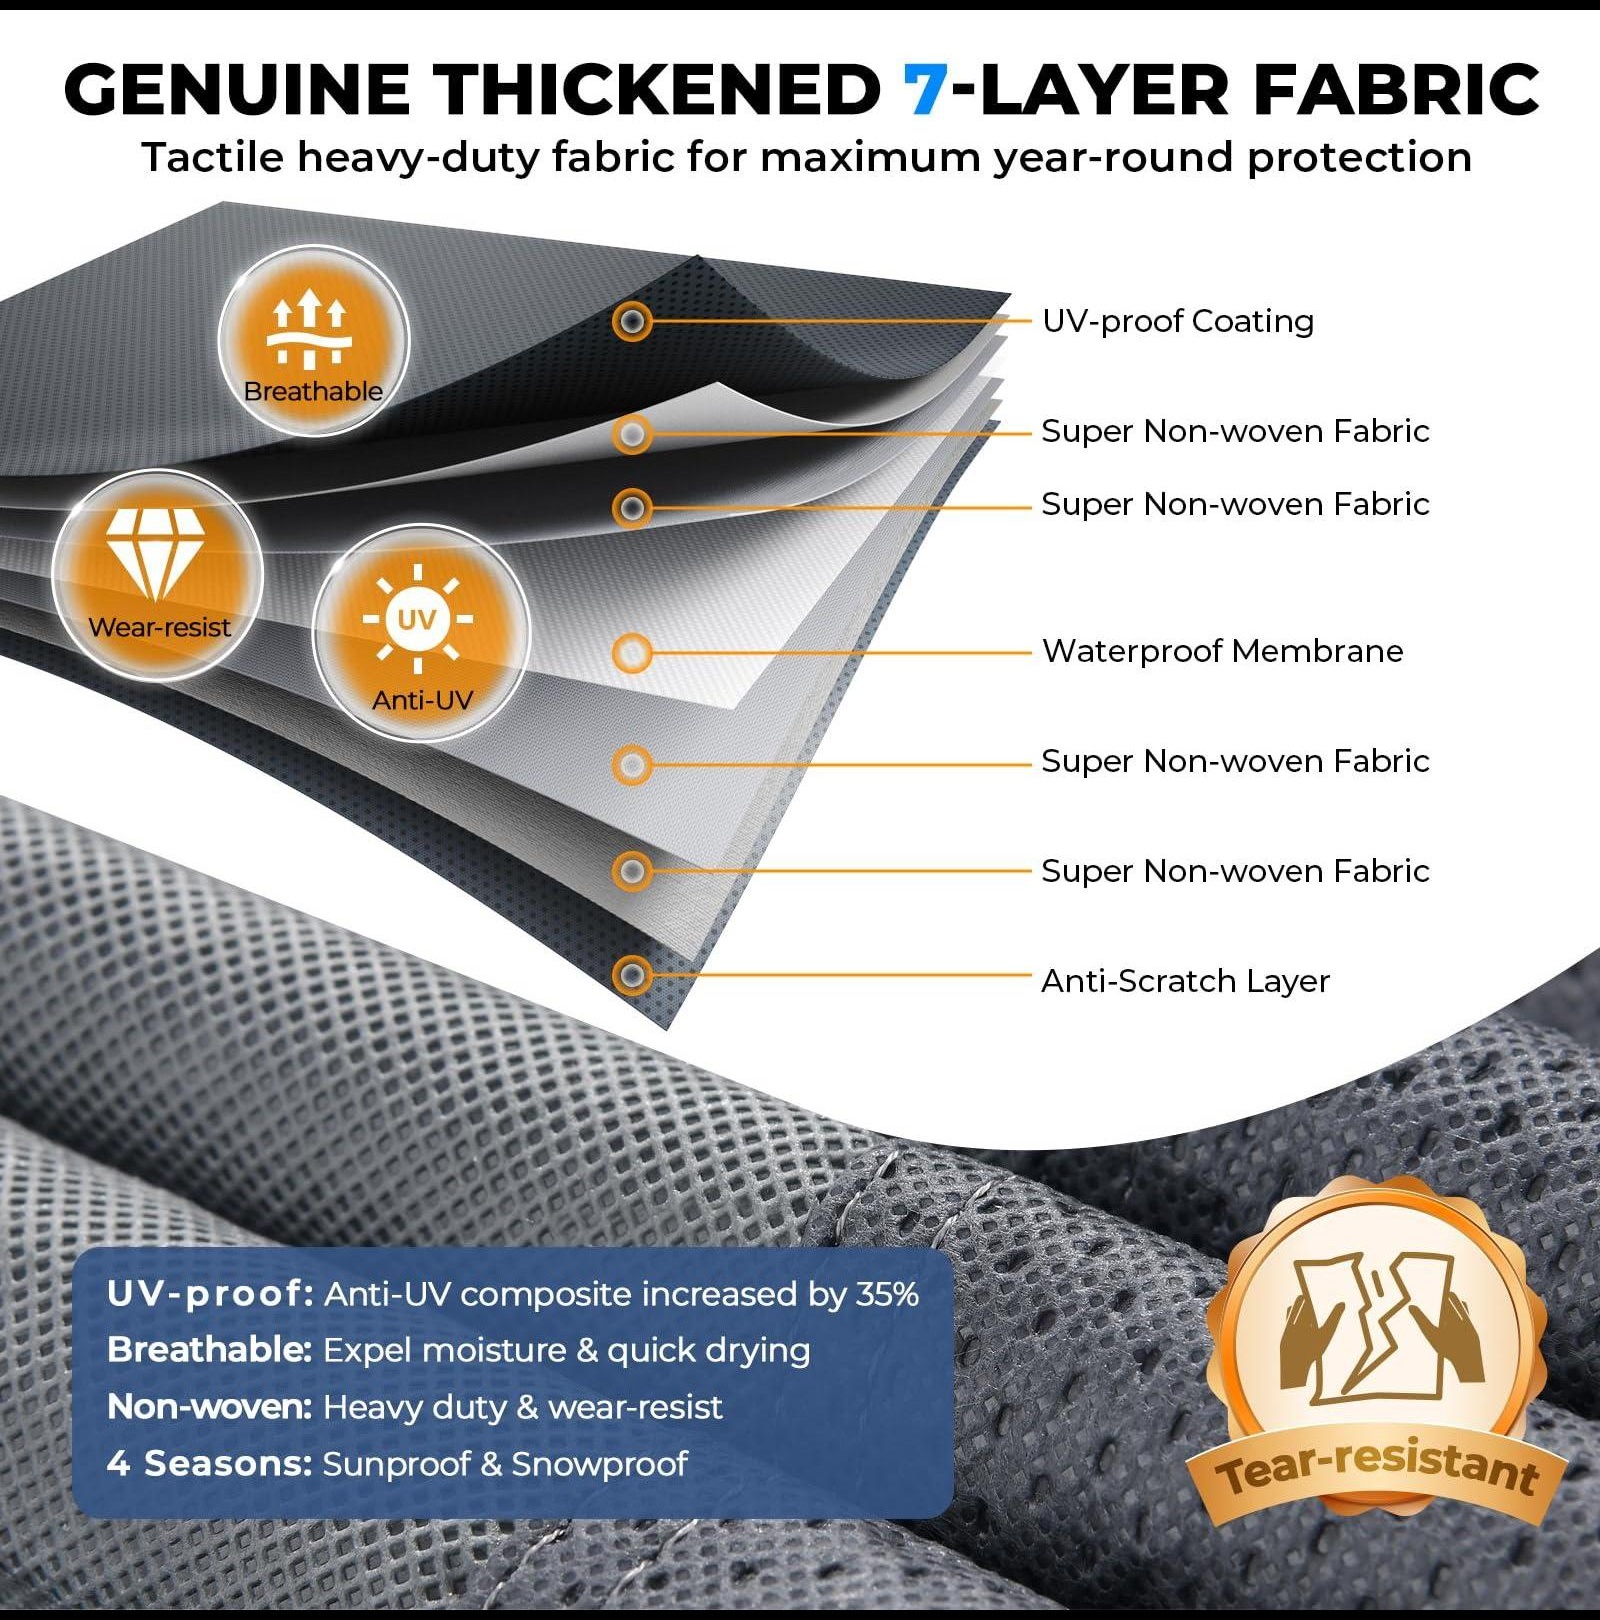 GENUINE THICKENED 7-LAYER FABRIC
Tactile heavy-duty fabric for maximum year-round protection
Breathable
UV-proof Coating
Super Non-woven Fabric
Super Non-woven Fabric
Wear-resist
UV
Anti-UV
Waterproof Membrane
Super Non-woven Fabric
Super Non-woven Fabric
Anti-Scratch Layer
UV-proof: Anti-UV composite increased by 35%
Breathable: Expel moisture & quick drying
Non-woven: Heavy duty & wear-resist
4 Seasons: Sunproof & Snowproof
Tear-resistant